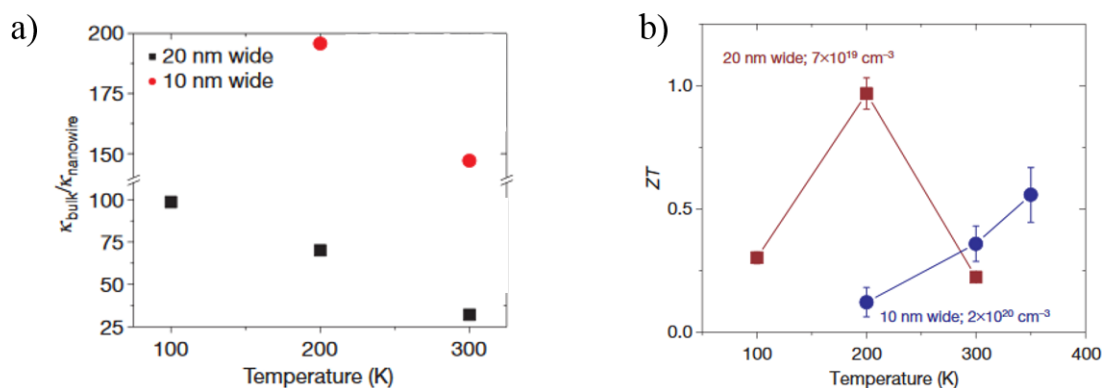 a)
200
175
150
100
75
50
25
κbulk/κnanowire
20 nm wide
10 nm wide
100
200
300
Temperature (K)
b)
1.0
0.5
0.0
ZT
20 nm wide; 7×10¹⁹ cm⁻³
10 nm wide; 2×10²⁰ cm⁻³
100
200
300
400
Temperature (K)